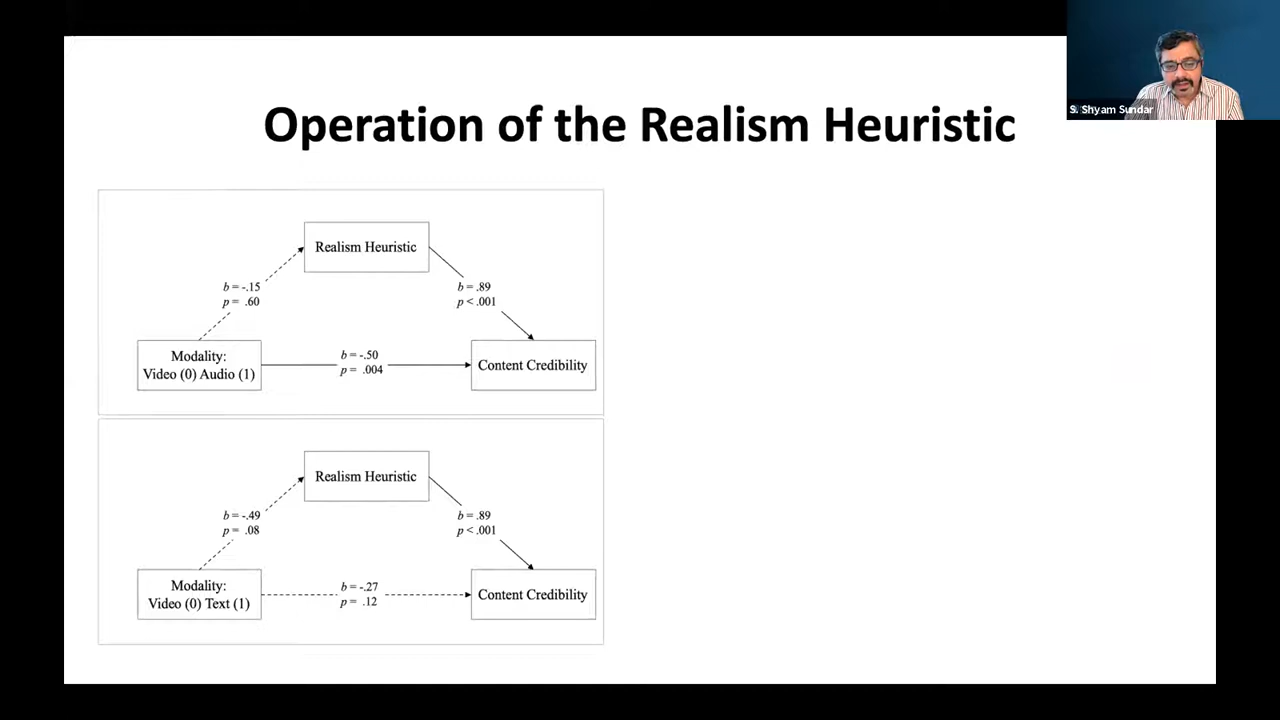 S. Shyam Sundar
Operation of the Realism Heuristic
Realism Heuristic
b = -.15
p = .60
b = .89
p < .001
Modality:
Video (0) Audio (1)
b = -.50
p = .004
Content Credibility
Realism Heuristic
b = -.49
p = .08
b = .89
p < .001
Modality:
Video (0) Text (1)
b = -.27
p = .12
Content Credibility